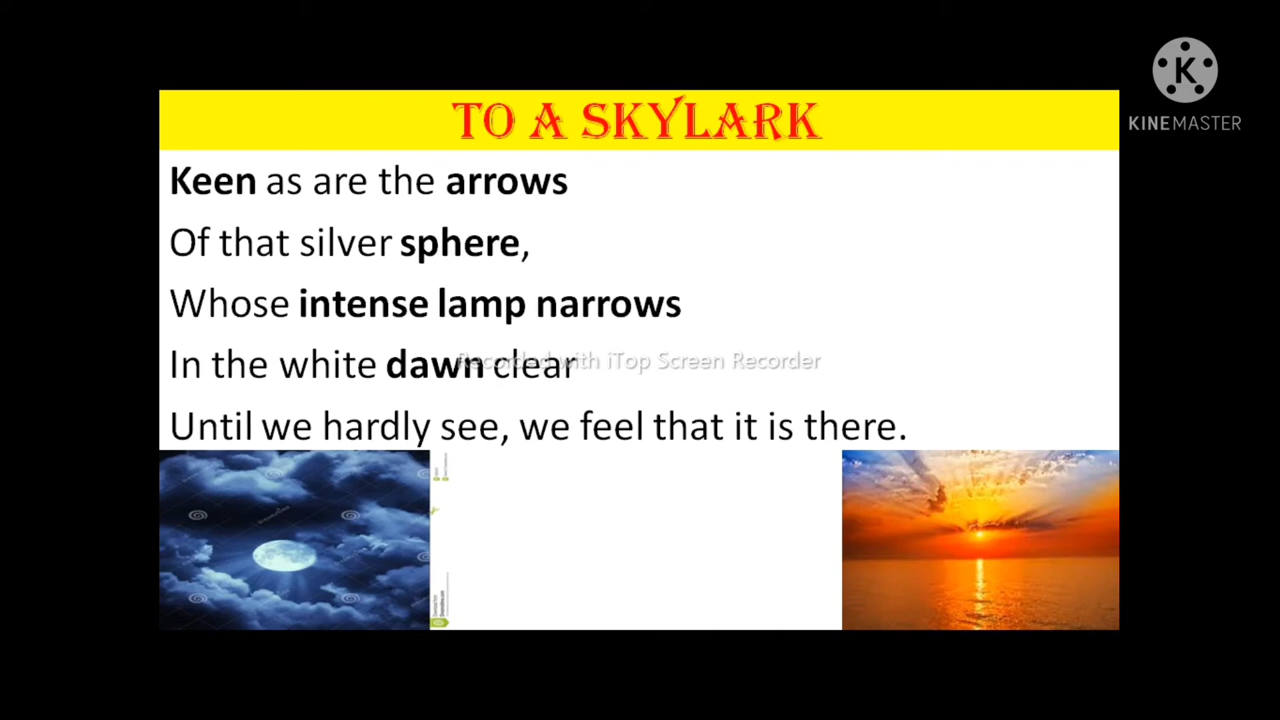 TO A SKYLARK
K
KINEMASTER
Keen as are the arrows
Of that silver sphere,
Whose intense lamp narrows
In the white dawn clear
Recorded with iTop Screen Recorder
Until we hardly see, we feel that it is there.